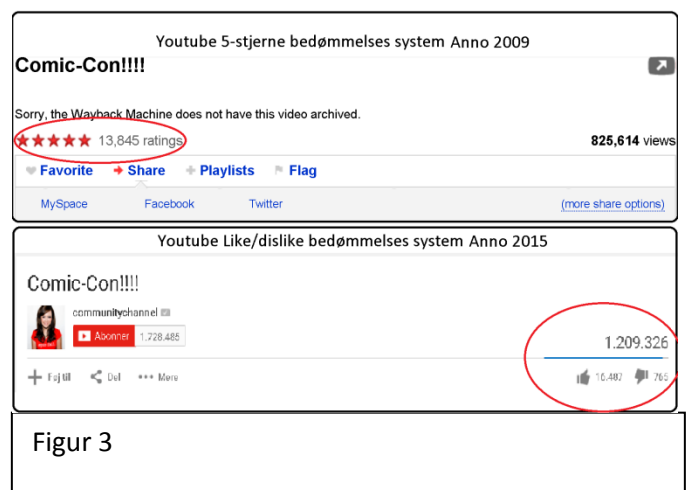 Youtube 5-stjerne bedømmelses system Anno 2009
Comic-Con!!!!
Sorry, the Wayback Machine does not have this video archived.
13,845 ratings
825,614 views
Favorite Share Playlists Flag
MySpace Facebook Twitter (more share options)
Youtube Like/dislike bedømmelses system Anno 2015
Comic-Con!!!!
communitychannel
Abonner 1.728.485
1.209.326
Føj til Del Mere
16.487 765
Figur 3